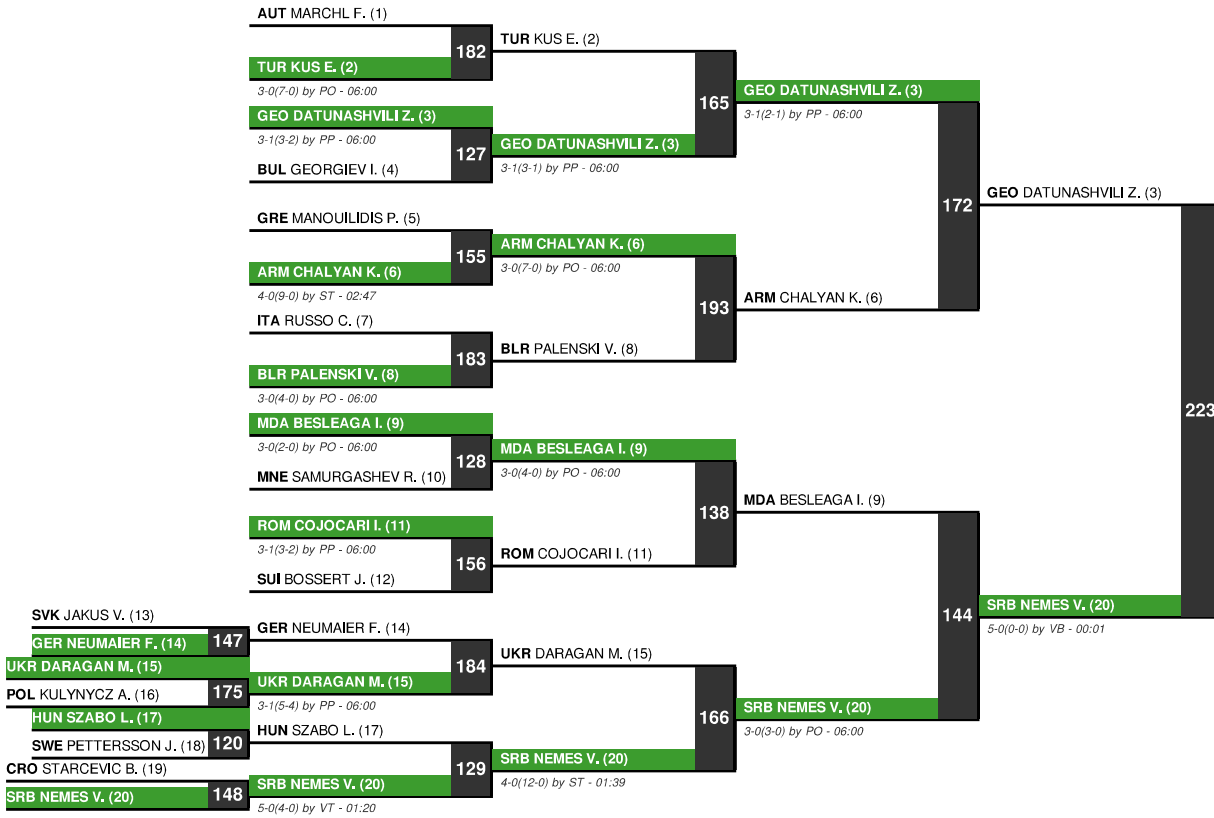 AUT MARCHL F. (1)
182
TUR KUS E. (2)
3-0(7-0) by PO - 06:00
TUR KUS E. (2)
165
GEO DATUNASHVILI Z. (3)
3-1(3-2) by PP - 06:00
127
BUL GEORGIEV I. (4)
GEO DATUNASHVILI Z. (3)
3-1(3-1) by PP - 06:00
GEO DATUNASHVILI Z. (3)
3-1(2-1) by PP - 06:00
172
GRE MANOUILIDIS P. (5)
155
ARM CHALYAN K. (6)
4-0(9-0) by ST - 02:47
ARM CHALYAN K. (6)
3-0(7-0) by PO - 06:00
193
ITA RUSSO C. (7)
183
BLR PALENSKI V. (8)
3-0(4-0) by PO - 06:00
BLR PALENSKI V. (8)
ARM CHALYAN K. (6)
GEO DATUNASHVILI Z. (3)
223
MDA BESLEAGA I. (9)
3-0(2-0) by PO - 06:00
128
MNE SAMURGASHEV R. (10)
MDA BESLEAGA I. (9)
3-0(4-0) by PO - 06:00
138
ROM COJOCARI I. (11)
3-1(3-2) by PP - 06:00
156
SUI BOSSERT J. (12)
ROM COJOCARI I. (11)
MDA BESLEAGA I. (9)
144
SVK JAKUS V. (13)
147
GER NEUMAIER F. (14)
GER NEUMAIER F. (14)
184
UKR DARAGAN M. (15)
175
POL KULYNYCZ A. (16)
UKR DARAGAN M. (15)
3-1(5-4) by PP - 06:00
UKR DARAGAN M. (15)
166
HUN SZABO L. (17)
120
SWE PETTERSSON J. (18)
HUN SZABO L. (17)
129
CRO STARCEVIC B. (19)
148
SRB NEMES V. (20)
SRB NEMES V. (20)
5-0(4-0) by VT - 01:20
SRB NEMES V. (20)
4-0(12-0) by ST - 01:39
SRB NEMES V. (20)
3-0(3-0) by PO - 06:00
SRB NEMES V. (20)
5-0(0-0) by VB - 00:01